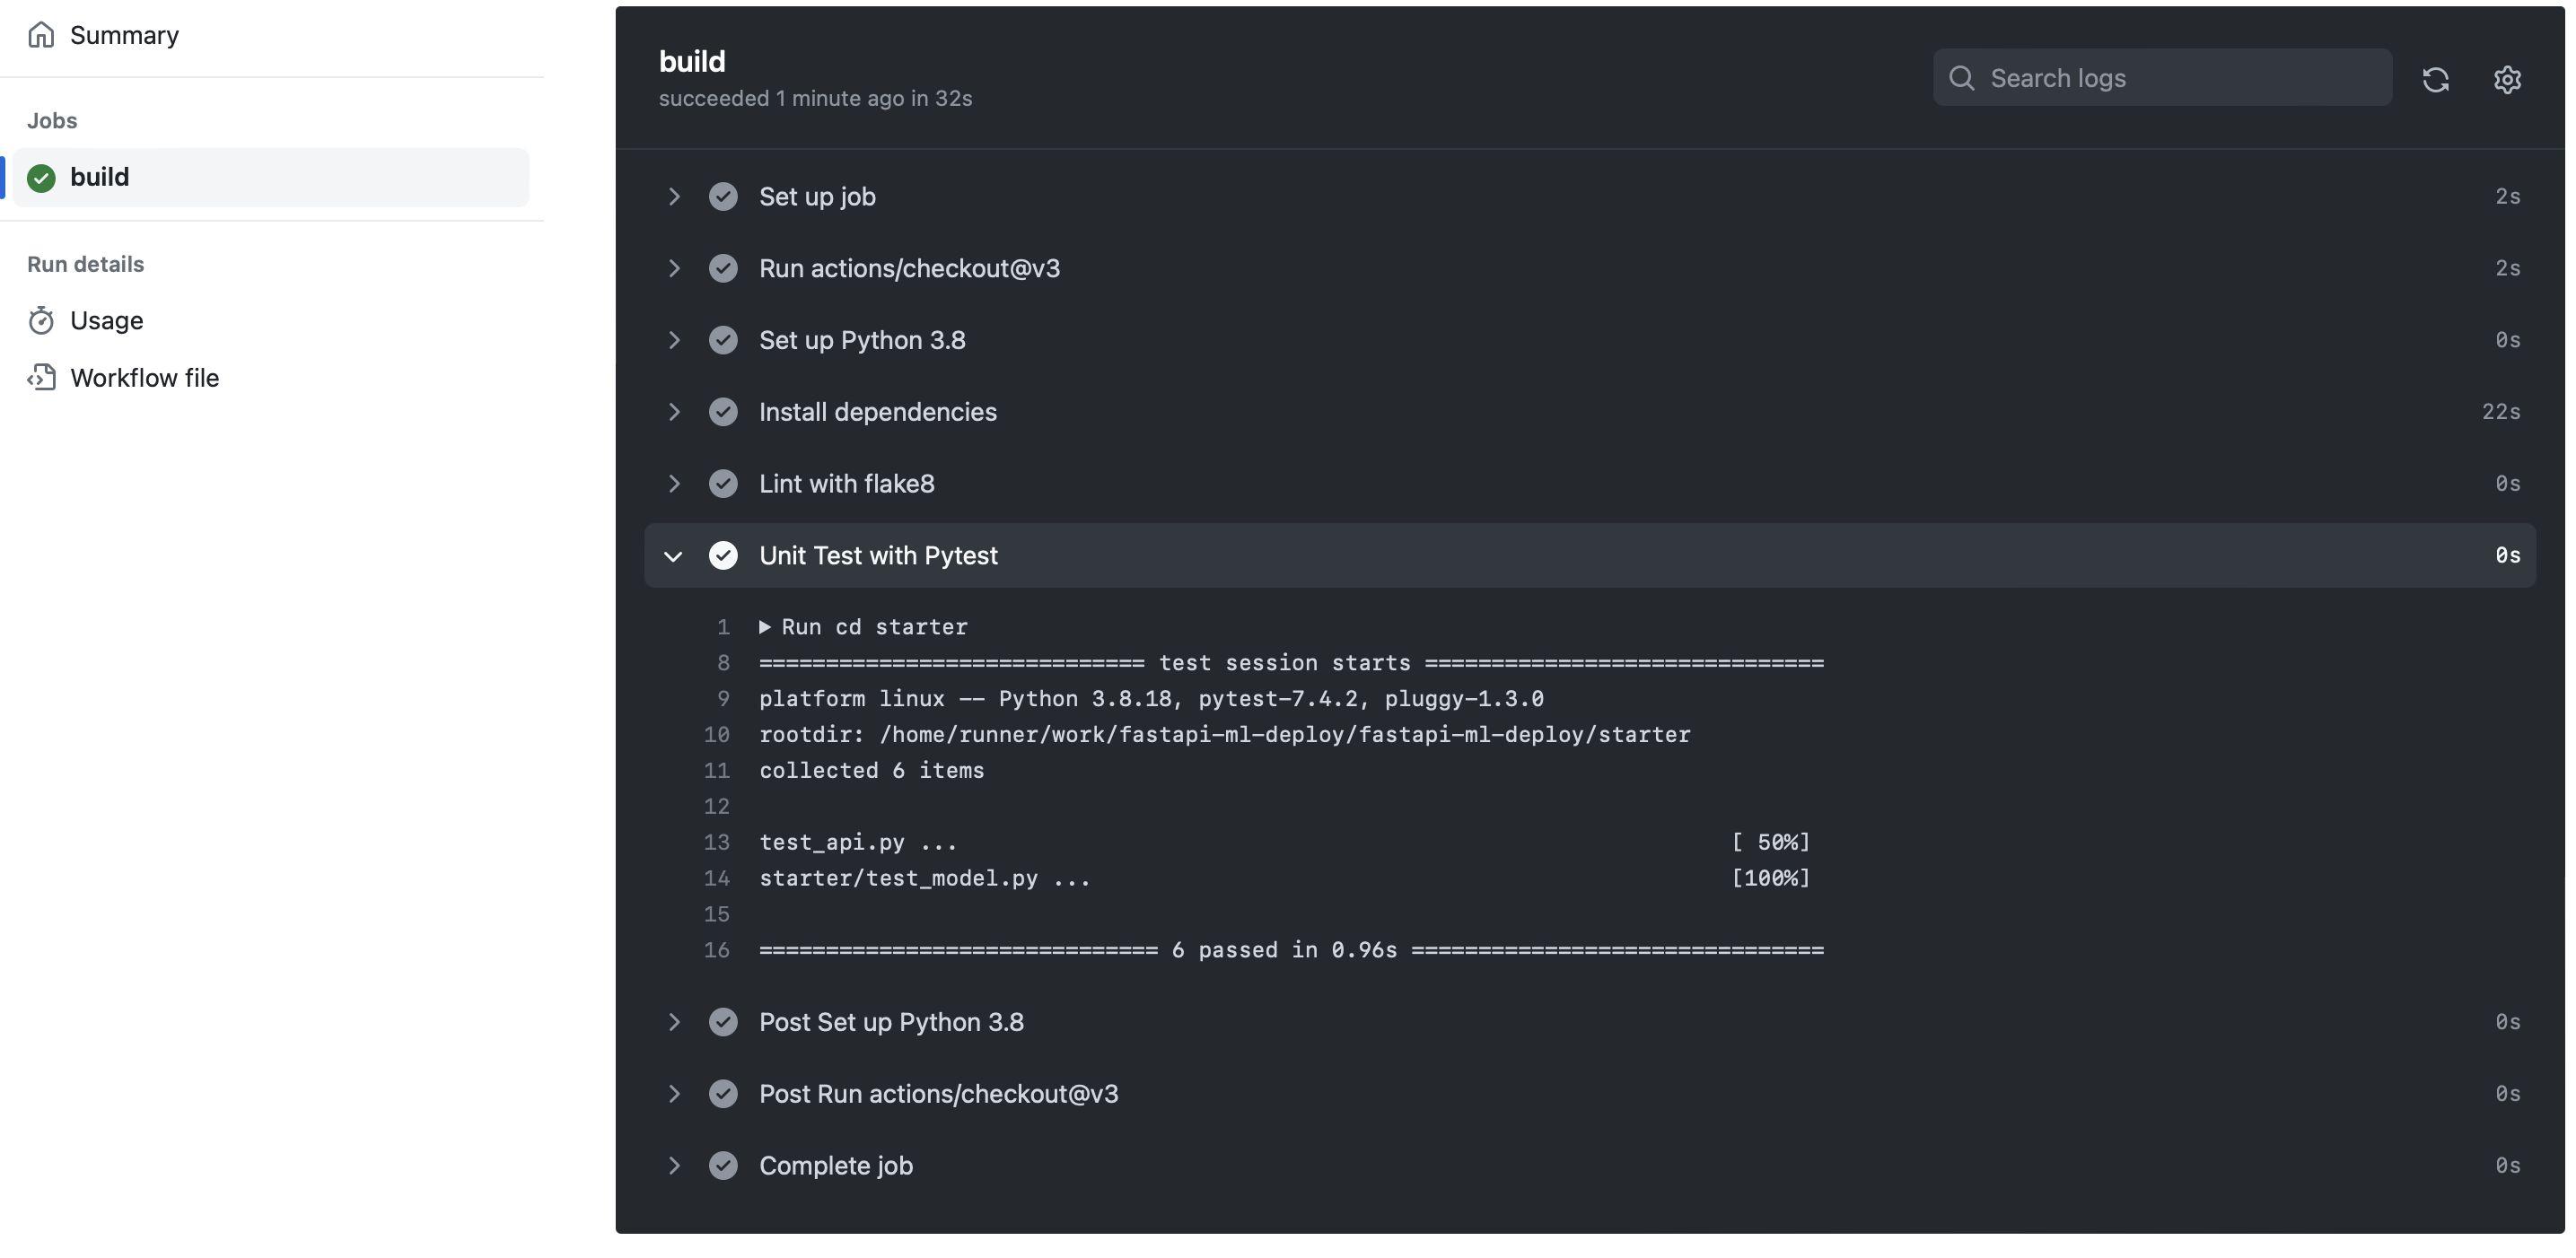 Summary
Jobs
build
Run details
Usage
Workflow file
build
succeeded 1 minute ago in 32s
Search logs
Set up job 2s
Run actions/checkout@v3 2s
Set up Python 3.8 0s
Install dependencies 22s
Lint with flake8 0s
Unit Test with Pytest 0s
1 Run cd starter
8 ============================= test session starts ==============================
9 platform linux -- Python 3.8.18, pytest-7.4.2, pluggy-1.3.0
10 rootdir: /home/runner/work/fastapi-ml-deploy/fastapi-ml-deploy/starter
11 collected 6 items
12
13 test_api.py ... [ 50%]
14 starter/test_model.py ... [100%]
15
16 ============================== 6 passed in 0.96s ===============================
Post Set up Python 3.8 0s
Post Run actions/checkout@v3 0s
Complete job 0s